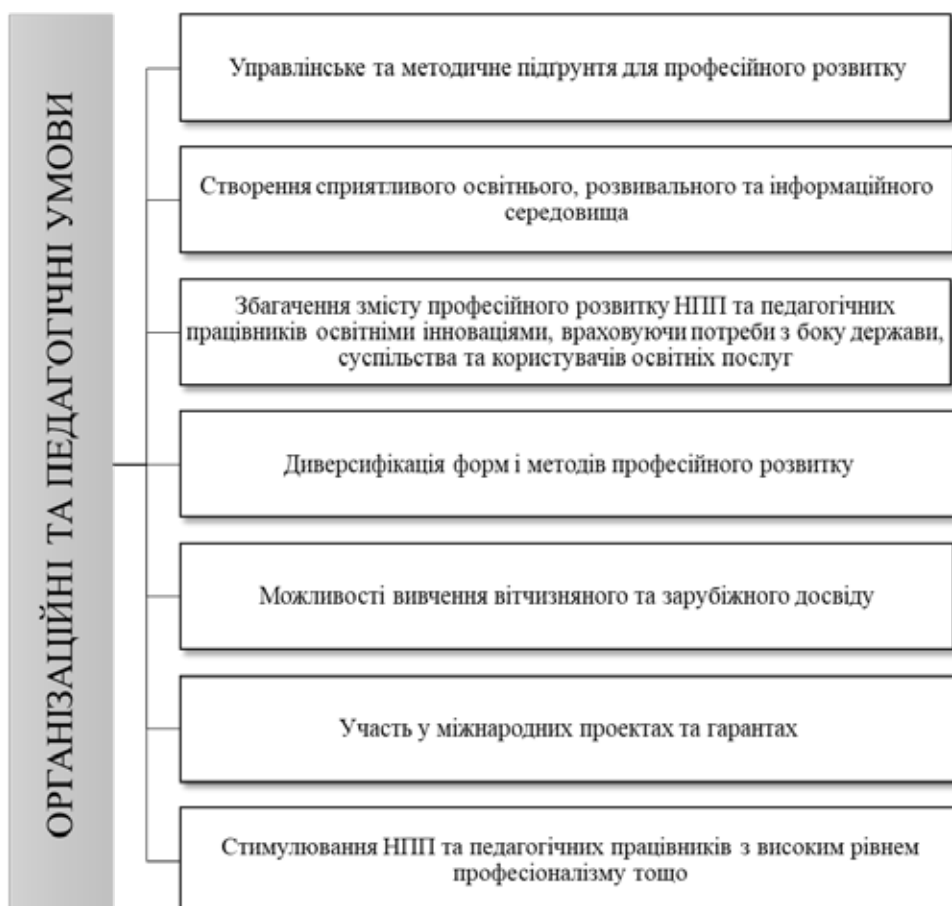 ОРГАНІЗАЦІЙНІ ТА ПЕДАГОГІЧНІ УМОВИ
Управлінське та методичне підґрунтя для професійного розвитку
Створення сприятливого освітнього, розвивального та інформаційного
середовища
Збагачення змісту професійного розвитку НПП та педагогічних
працівників освітніми інноваціями, враховуючи потреби з боку держави,
суспільства та користувачів освітніх послуг
Диверсифікація форм і методів професійного розвитку
Можливості вивчення вітчизняного та зарубіжного досвіду
Участь у міжнародних проектах та гарантах
Стимулювання НПП та педагогічних працівників з високим рівнем
професіоналізму тощо